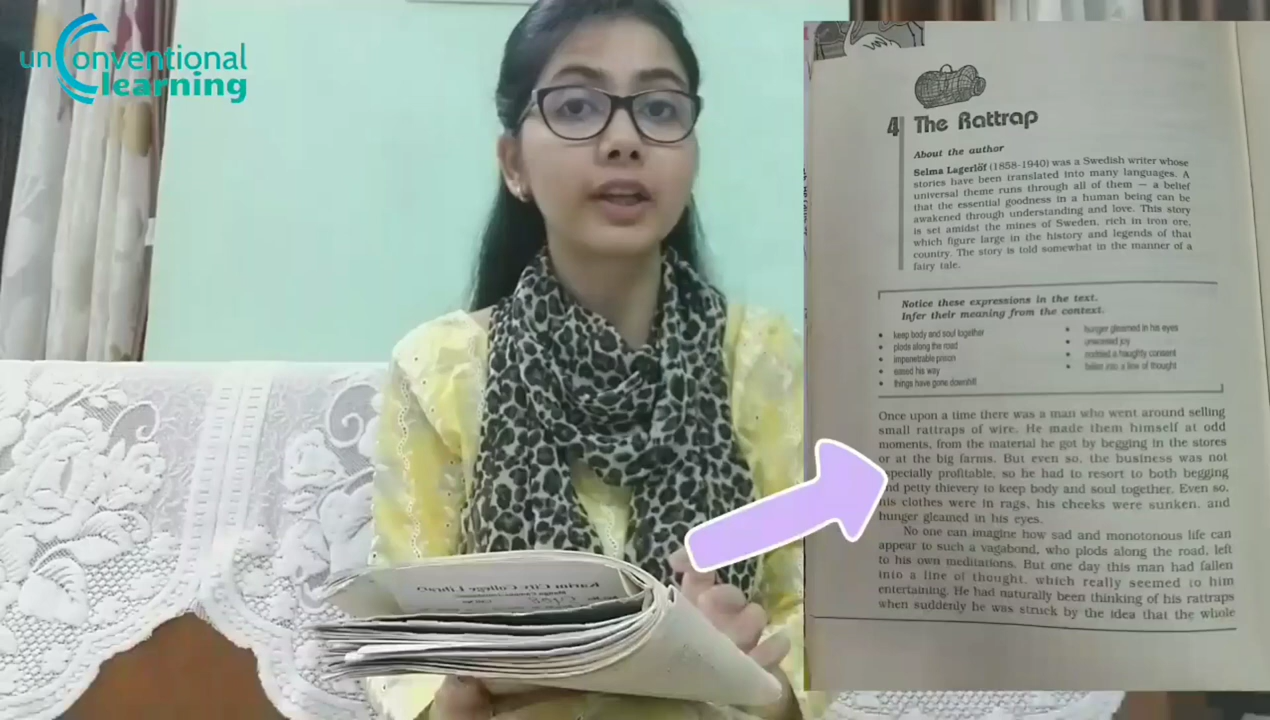 unConventional
learning
4 The Rattrap
About the author
Selma Lagerlöf (1858-1940) was a Swedish writer whose
stories have been translated into many languages. A
universal theme runs through all of them — a belief
that the essential goodness in a human being can be
awakened through understanding and love. This story
is set amidst the mines of Sweden, rich in iron ore,
which figure large in the history and legends of that
country. The story is told somewhat in the manner of a
fairy tale.
Notice these expressions in the text.
Infer their meaning from the context.
• keep body and soul together
• plods along the road
• impenetrable prison
• eased his way
• things have gone downhill
• hunger gleamed in his eyes
• unwonted joy
• nodded a haughty consent
• fallen into a line of thought
Once upon a time there was a man who went around selling
small rattraps of wire. He made them himself at odd
moments, from the material he got by begging in the stores
or at the big farms. But even so, the business was not
especially profitable, so he had to resort to both begging
and petty thievery to keep body and soul together. Even so,
his clothes were in rags, his cheeks were sunken, and
hunger gleamed in his eyes.
No one can imagine how sad and monotonous life can
appear to such a vagabond, who plods along the road, left
to his own meditations. But one day this man had fallen
into a line of thought, which really seemed to him
entertaining. He had naturally been thinking of his rattraps
when suddenly he was struck by the idea that the whole
Karim City College